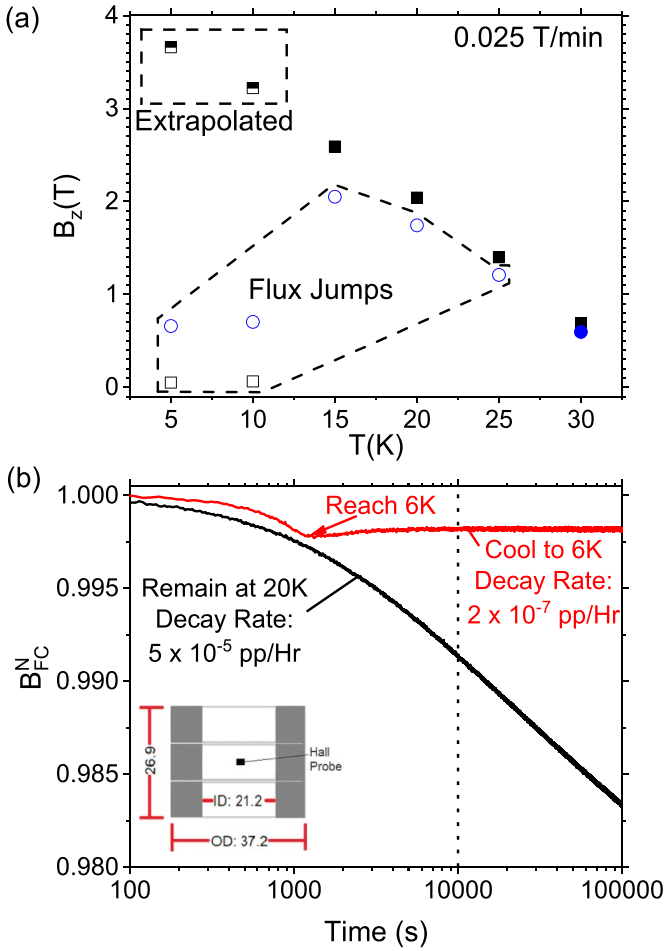 (a)
0.025 T/min
4
3
2
1
0
B_z(T)
Extrapolated
Flux Jumps
5 10 15 20 25 30
T(K)
(b)
1.000
0.995
0.990
0.985
0.980
B^N_FC
Reach 6K
Cool to 6K
Decay Rate:
2 x 10^-7 pp/Hr
Remain at 20K
Decay Rate:
5 x 10^-5 pp/Hr
26.9
Hall
Probe
ID: 21.2
OD: 37.2
100 1000 10000 100000
Time (s)